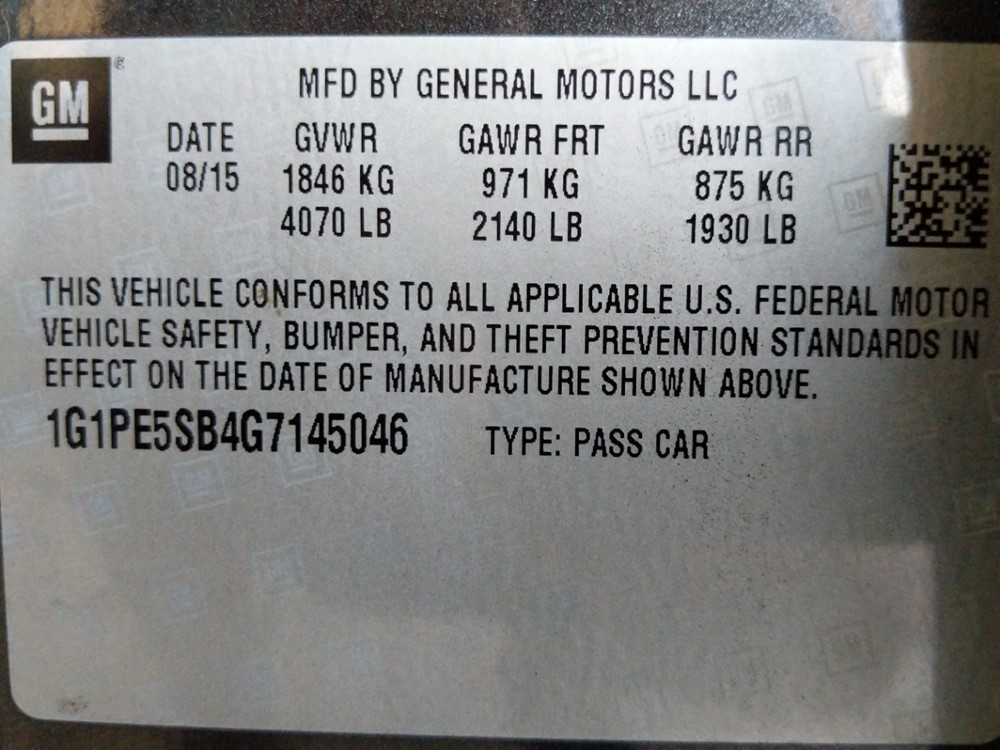 GM®
MFD BY GENERAL MOTORS LLC
DATE GVWR GAWR FRT GAWR RR
08/15 1846 KG 971 KG 875 KG
4070 LB 2140 LB 1930 LB
THIS VEHICLE CONFORMS TO ALL APPLICABLE U.S. FEDERAL MOTOR
VEHICLE SAFETY, BUMPER, AND THEFT PREVENTION STANDARDS IN
EFFECT ON THE DATE OF MANUFACTURE SHOWN ABOVE.
1G1PE5SB4G7145046 TYPE: PASS CAR